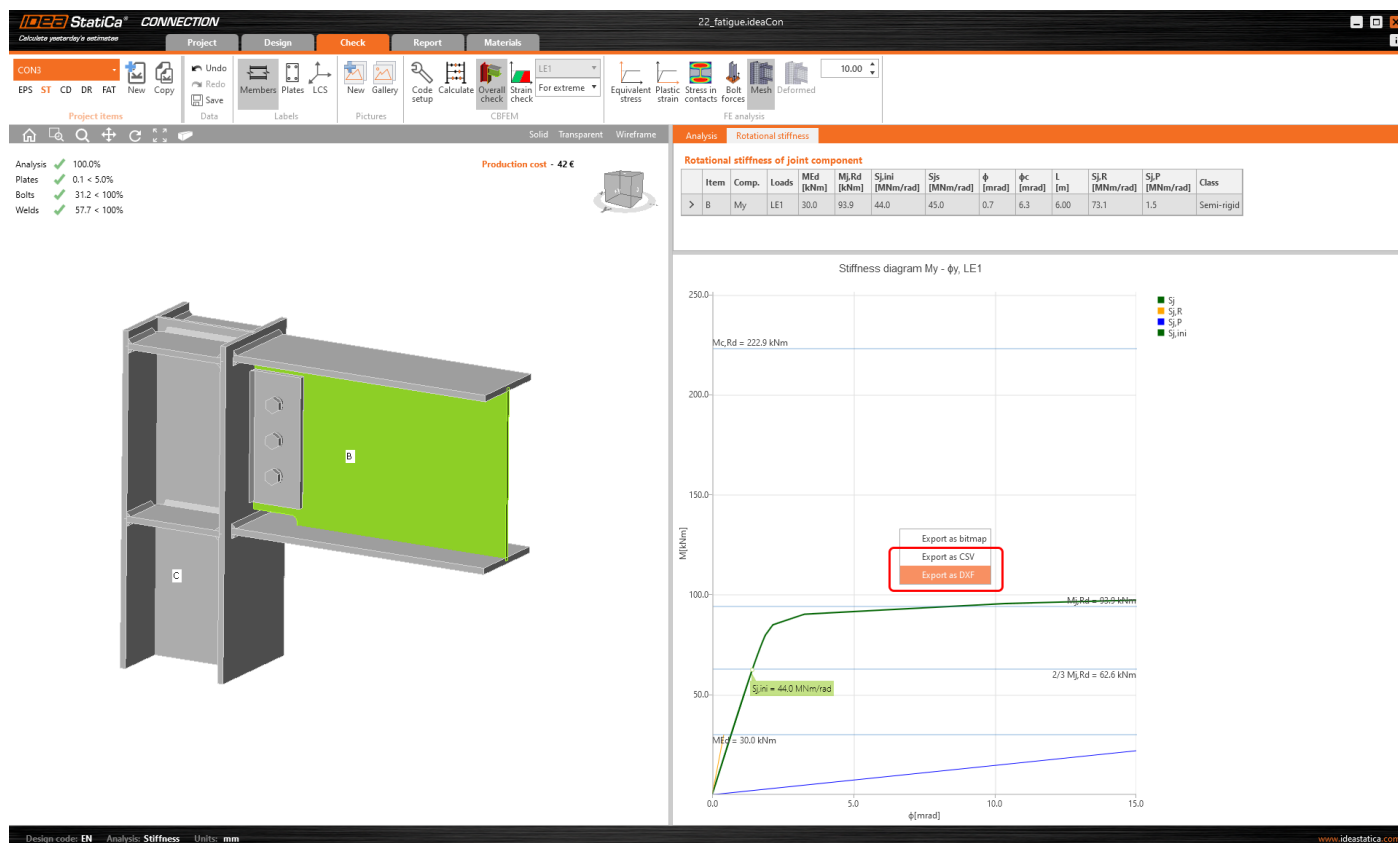 IDEA StatiCa® CONNECTION
22_fatigue.ideaCon
Calculate yesterday's estimates
Project Design Check Report Materials
CON3
EPS ST CD DR FAT
New Copy
Project items
Undo
Redo
Save
Data
Members Plates LCS
Labels
New Gallery
Pictures
Code setup
Calculate
Overall check
Strain check
LE1
For extreme
CBFEM
Equivalent stress
Plastic strain
Stress in contacts
Bolt forces
Mesh
Deformed
10.00
FE analysis
Solid Transparent Wireframe
Analysis 100.0%
Plates 0.1 < 5.0%
Bolts 31.2 < 100%
Welds 57.7 < 100%
Production cost - 42 €
B
C
Analysis Rotational stiffness
Rotational stiffness of joint component
Item Comp. Loads MEd [kNm] Mj,Rd [kNm] Sj,ini [MNm/rad] Sjs [MNm/rad] ϕ [mrad] ϕc [mrad] L [m] Sj,R [MNm/rad] Sj,P [MNm/rad] Class
> B My LE1 30.0 93.9 44.0 45.0 0.7 6.3 6.00 73.1 1.5 Semi-rigid
Stiffness diagram My - ϕy, LE1
250.0
Sj
Sj,R
Sj,P
Sj,ini
Mc,Rd = 222.9 kNm
200.0
150.0
M[kNm]
Export as bitmap
Export as CSV
Export as DXF
100.0
Mj,Rd = 93.9 kNm
2/3 Mj,Rd = 62.6 kNm
Sj,ini = 44.0 MNm/rad
50.0
MEd = 30.0 kNm
0.0 5.0 10.0 15.0
ϕ[mrad]
Design code: EN Analysis: Stiffness Units: mm
www.ideastatica.com